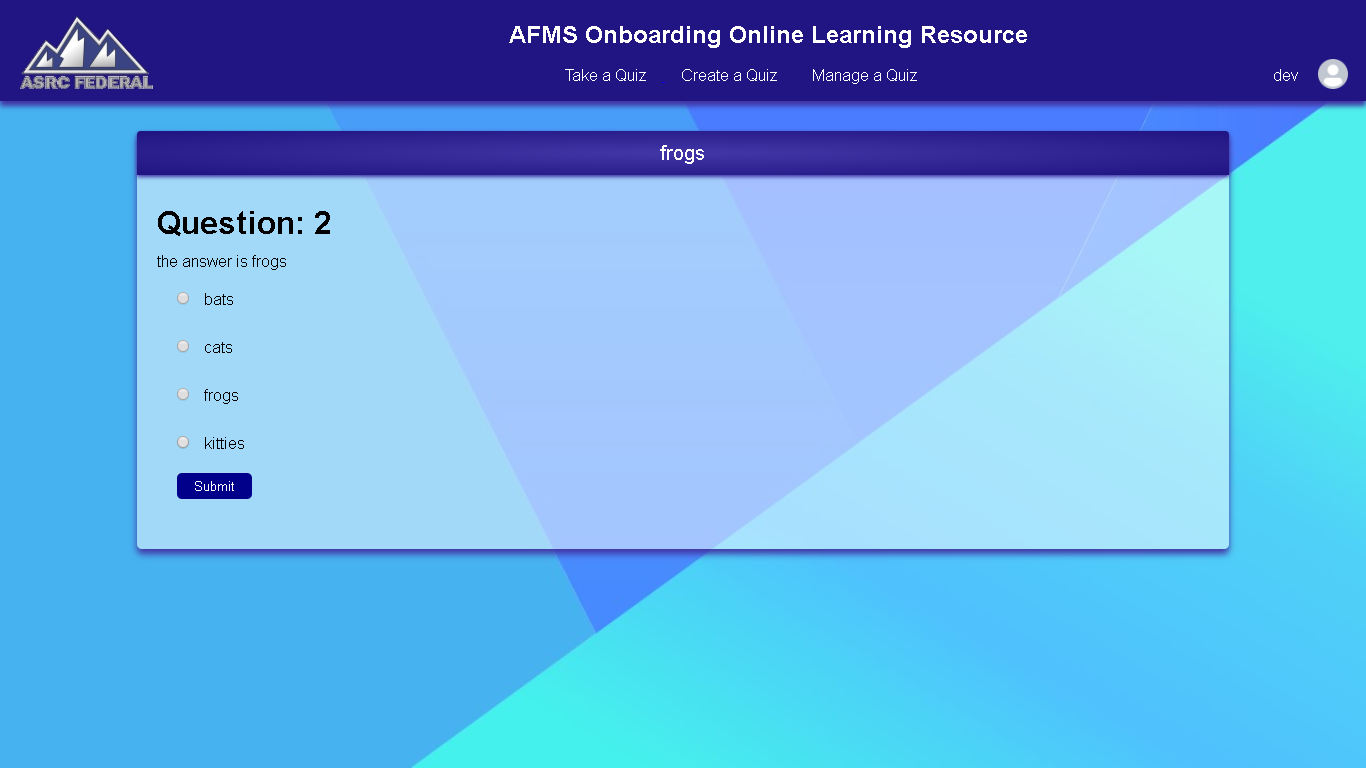 AFMS Onboarding Online Learning Resource
ASRC FEDERAL
Take a Quiz Create a Quiz Manage a Quiz dev
frogs
Question: 2
the answer is frogs
bats
cats
frogs
kitties
Submit